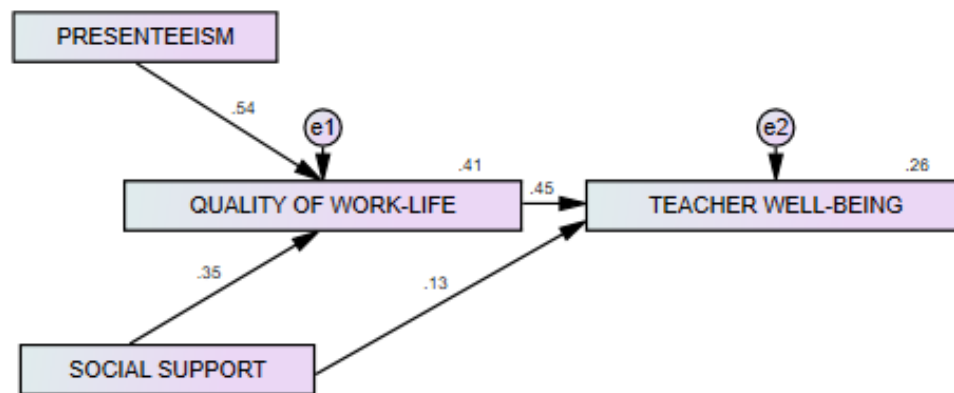 PRESENTEEISM
.54
e1
e2
.41
.26
QUALITY OF WORK-LIFE
.45
TEACHER WELL-BEING
.35
.13
SOCIAL SUPPORT